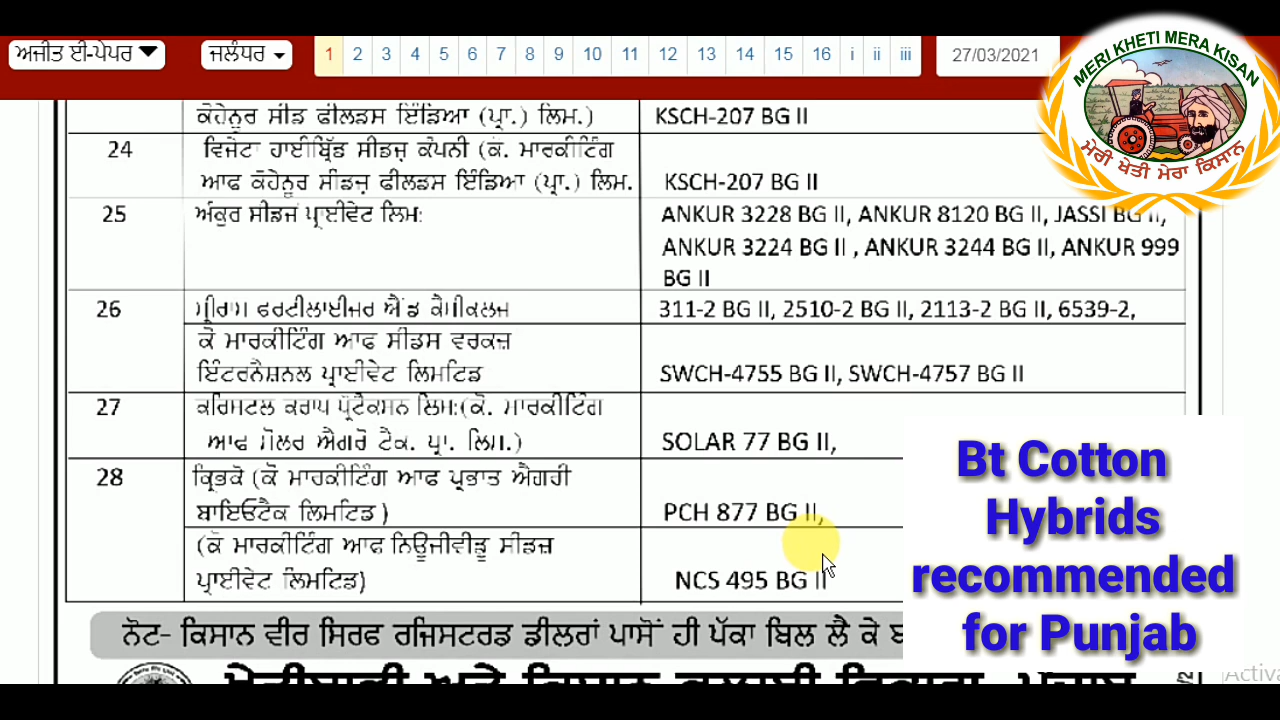 ਅਜੀਤ ਈ-ਪੇਪਰ ਜਲੰਧਰ 1 2 3 4 5 6 7 8 9 10 11 12 13 14 15 16 i ii iii 27/03/2021
MERI KHETI MERA KISAN
ਮੇਰੀ ਖੇਤੀ ਮੇਰਾ ਕਿਸਾਨ
ਕੋਹੇਨੂਰ ਸੀਡ ਫੀਲਡਸ ਇੰਡਿਆ (ਪ੍ਰਾ.) ਲਿਮ.) KSCH-207 BG II
24 ਵਿਜੇਟਾ ਹਾਈਬ੍ਰਿੱਡ ਸੀਡਜ਼ ਕੰਪਨੀ (ਕੋ. ਮਾਰਕੀਟਿੰਗ
ਆਫ ਕੋਹੇਨੂਰ ਸੀਡਜ਼ ਫੀਲਡਸ ਇੰਡਿਆ (ਪ੍ਰਾ.) ਲਿਮ. KSCH-207 BG II
25 ਅੰਕੁਰ ਸੀਡਜ ਪ੍ਰਾਈਵੇਟ ਲਿਮ: ANKUR 3228 BG II, ANKUR 8120 BG II, JASSI BG II,
ANKUR 3224 BG II , ANKUR 3244 BG II, ANKUR 999
BG II
26 ਸ੍ਰੀਰਾਮ ਫਰਟੀਲਾਈਜਰ ਐਂਡ ਕੈਮੀਕਲਜ 311-2 BG II, 2510-2 BG II, 2113-2 BG II, 6539-2,
ਕੋ ਮਾਰਕੀਟਿੰਗ ਆਫ ਸੀਡਸ ਵਰਕਜ਼
ਇੰਟਰਨੈਸ਼ਨਲ ਪ੍ਰਾਈਵੇਟ ਲਿਮਟਿਡ SWCH-4755 BG II, SWCH-4757 BG II
27 ਕਰਿਸਟਲ ਕਰਾਪ ਪ੍ਰੋਟੈਕਸਨ ਲਿਮ:(ਕੋ. ਮਾਰਕੀਟਿੰਗ
ਆਫ ਸੋਲਰ ਐਗਰੋ ਟੈਕ. ਪ੍ਰਾ. ਲਿਮ.) SOLAR 77 BG II,
28 ਕ੍ਰਿਭਕੋ (ਕੋ ਮਾਰਕੀਟਿੰਗ ਆਫ ਪ੍ਰਭਾਤ ਐਗਰੀ
ਬਾਇਓਟੈਕ ਲਿਮਟਿਡ ) PCH 877 BG II,
(ਕੋ ਮਾਰਕੀਟਿੰਗ ਆਫ ਨਿਊਜੀਵੀਡੂ ਸੀਡਜ਼
ਪ੍ਰਾਈਵੇਟ ਲਿਮਟਿਡ) NCS 495 BG II
Bt Cotton
Hybrids
recommended
for Punjab
ਨੋਟ- ਕਿਸਾਨ ਵੀਰ ਸਿਰਫ ਰਜਿਸਟਰਡ ਡੀਲਰਾਂ ਪਾਸੋਂ ਹੀ ਪੱਕਾ ਬਿਲ ਲੈ ਕੇ
ਖੇਤੀਬਾੜੀ ਅਤੇ ਕਿਸਾਨ ਭਲਾਈ ਵਿਭਾਗ, ਪੰਜਾਬ